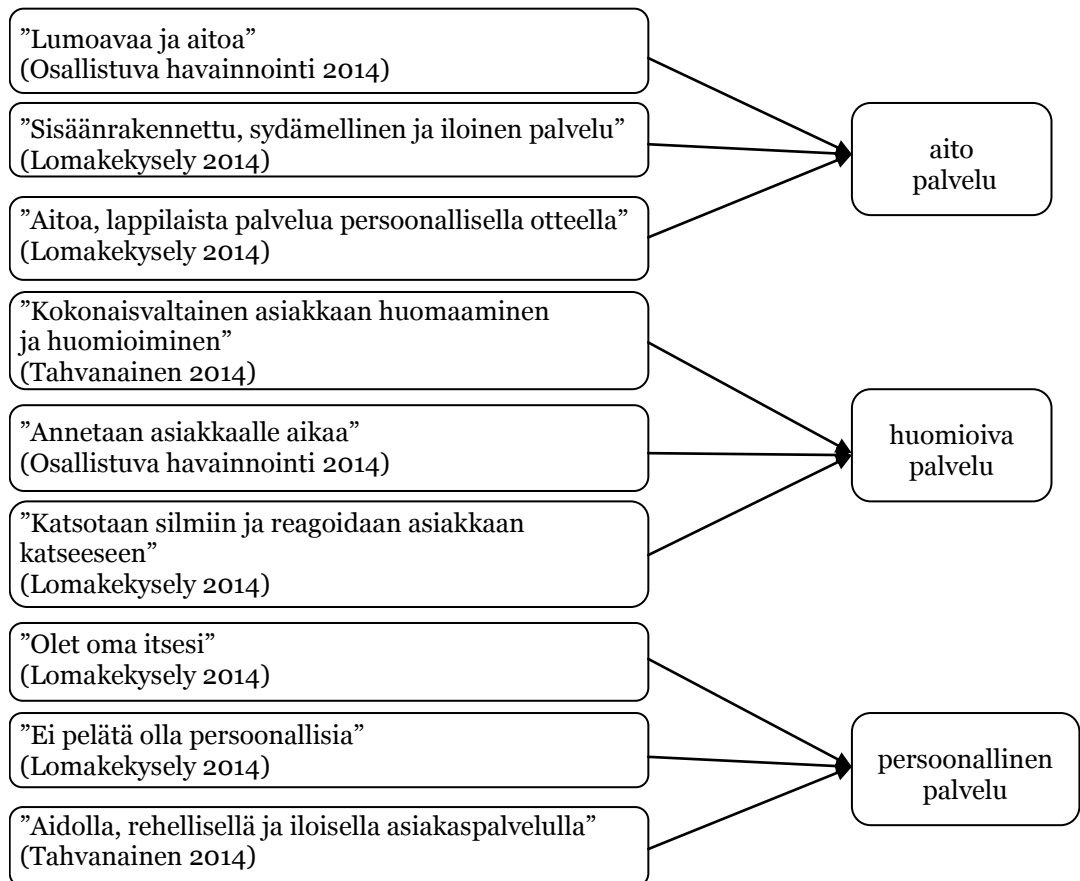 ”Lumoavaa ja aitoa”
(Osallistuva havainnointi 2014)
”Sisäänrakennettu, sydämellinen ja iloinen palvelu”
(Lomakekysely 2014)
”Aitoa, lappilaista palvelua persoonallisella otteella”
(Lomakekysely 2014)
aito
palvelu
”Kokonaisvaltainen asiakkaan huomaaminen
ja huomioiminen”
(Tahvanainen 2014)
”Annetaan asiakkaalle aikaa”
(Osallistuva havainnointi 2014)
”Katsotaan silmiin ja reagoidaan asiakkaan
katseeseen”
(Lomakekysely 2014)
huomioiva
palvelu
”Olet oma itsesi”
(Lomakekysely 2014)
”Ei pelätä olla persoonallisia”
(Lomakekysely 2014)
”Aidolla, rehellisellä ja iloisella asiakaspalvelulla”
(Tahvanainen 2014)
persoonallinen
palvelu